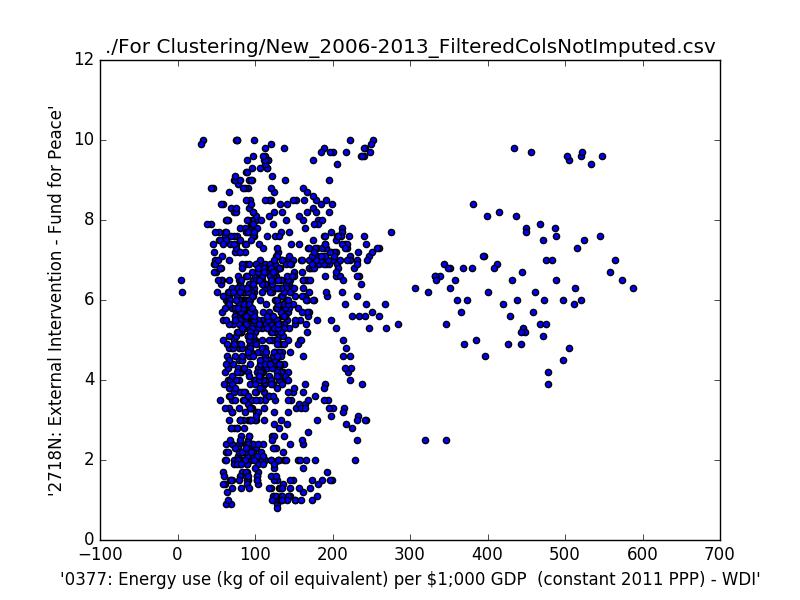 ./For Clustering/New_2006-2013_FilteredColsNotImputed.csv
12
10
8
6
4
2
0
'2718N: External Intervention - Fund for Peace'
−100 0 100 200 300 400 500 600 700
'0377: Energy use (kg of oil equivalent) per $1;000 GDP (constant 2011 PPP) - WDI'